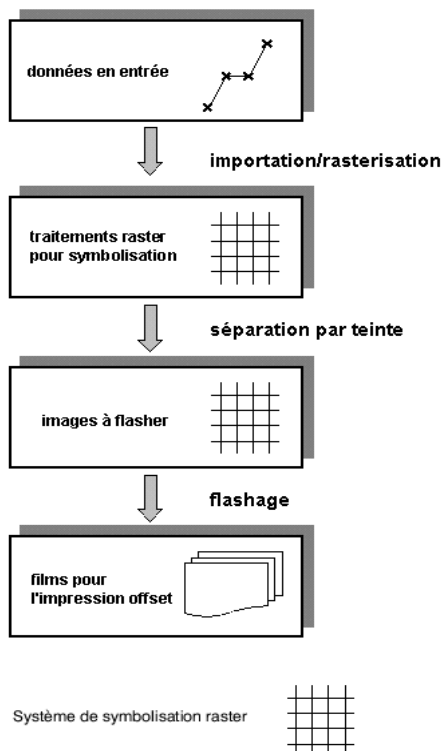 données en entrée
importation/rasterisation
traitements raster
pour symbolisation
séparation par teinte
images à flasher
flashage
films pour
l'impression offset
Système de symbolisation raster